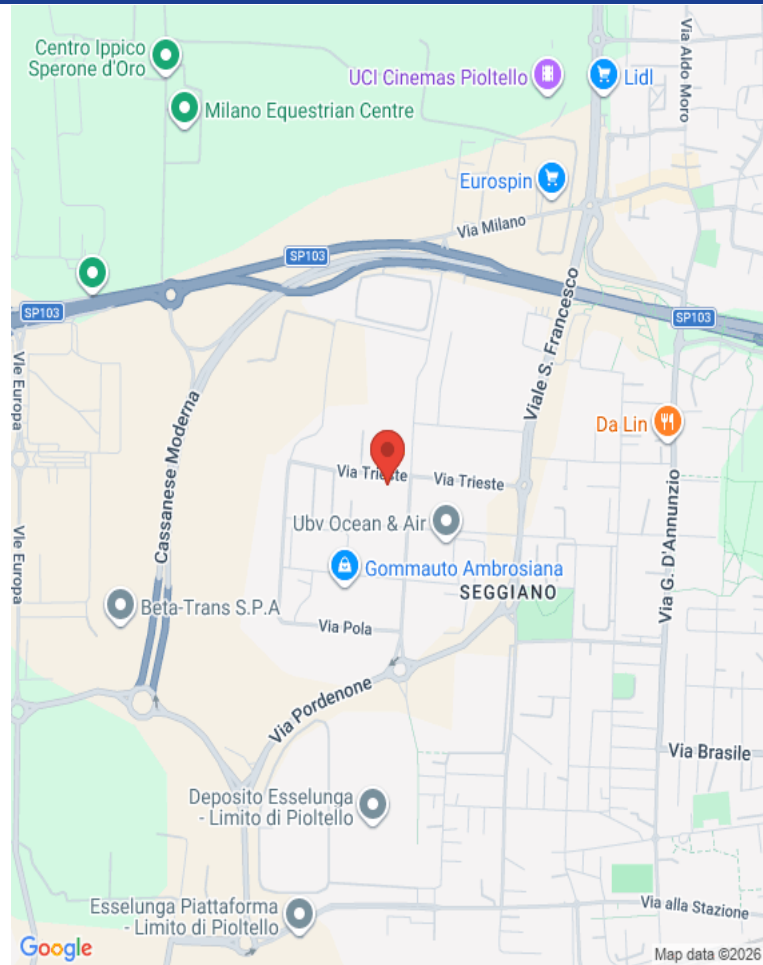 Centro Ippico
Sperone d'Oro
Via Aldo Moro
UCI Cinemas Pioltello
Lidl
Milano Equestrian Centre
Eurospin
Via Milano
SP103
SP103
SP103
Viale S. Francesco
Vle Europa
Cassanese Moderna
Da Lin
Via Trieste
Via Trieste
Ubv Ocean & Air
Vle Europa
Gommauto Ambrosiana
SEGGIANO
Via G. D'Annunzio
Beta-Trans S.P.A
Via Pola
Via Pordenone
Via Brasile
Deposito Esselunga
- Limito di Pioltello
Esselunga Piattaforma
- Limito di Pioltello
Via alla Stazione
Google
Map data ©2026